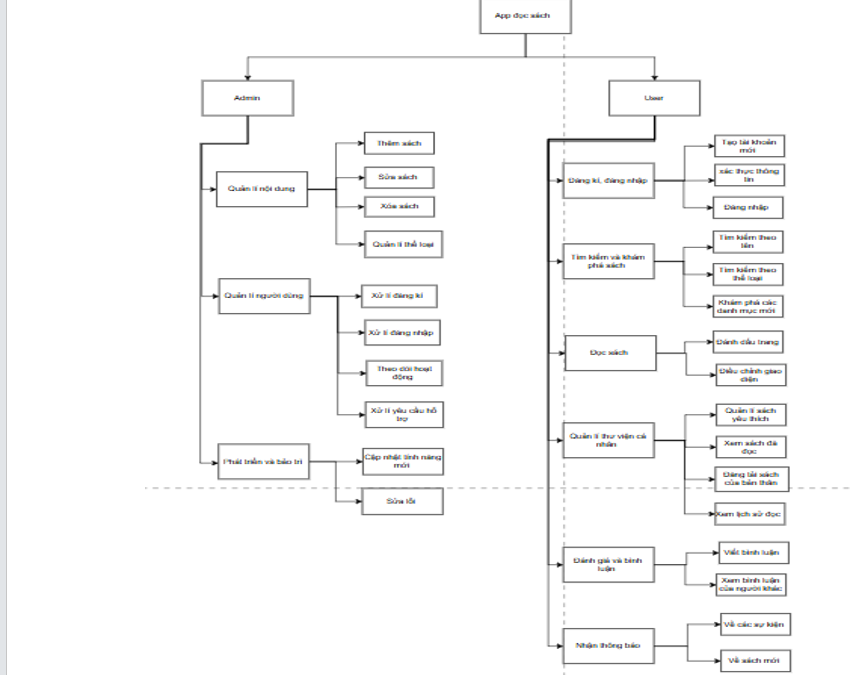 App đọc sách
Admin
User
Quản lí nội dung
Thêm sách
Sửa sách
Xóa sách
Quản lí thể loại
Quản lí người dùng
Xử lí đăng kí
Xử lí đăng nhập
Theo dõi hoạt
động
Xử lí yêu cầu hỗ
trợ
Phát triển và bảo trì
Cập nhật tính năng
mới
Sửa lỗi
Đăng kí, đăng nhập
Tạo tài khoản
mới
xác thực thông
tin
Đăng nhập
Tìm kiếm và khám
phá sách
Tìm kiếm theo
tên
Tìm kiếm theo
thể loại
Khám phá các
danh mục mới
Đọc sách
Đánh dấu trang
Điều chỉnh giao
diện
Quản lí thư viện cá
nhân
Quản lí sách
yêu thích
Xem sách đã
đọc
Đăng tải sách
của bản thân
Xem lịch sử đọc
Đánh giá và bình
luận
Viết bình luận
Xem bình luận
của người khác
Nhận thông báo
Về các sự kiện
Về sách mới